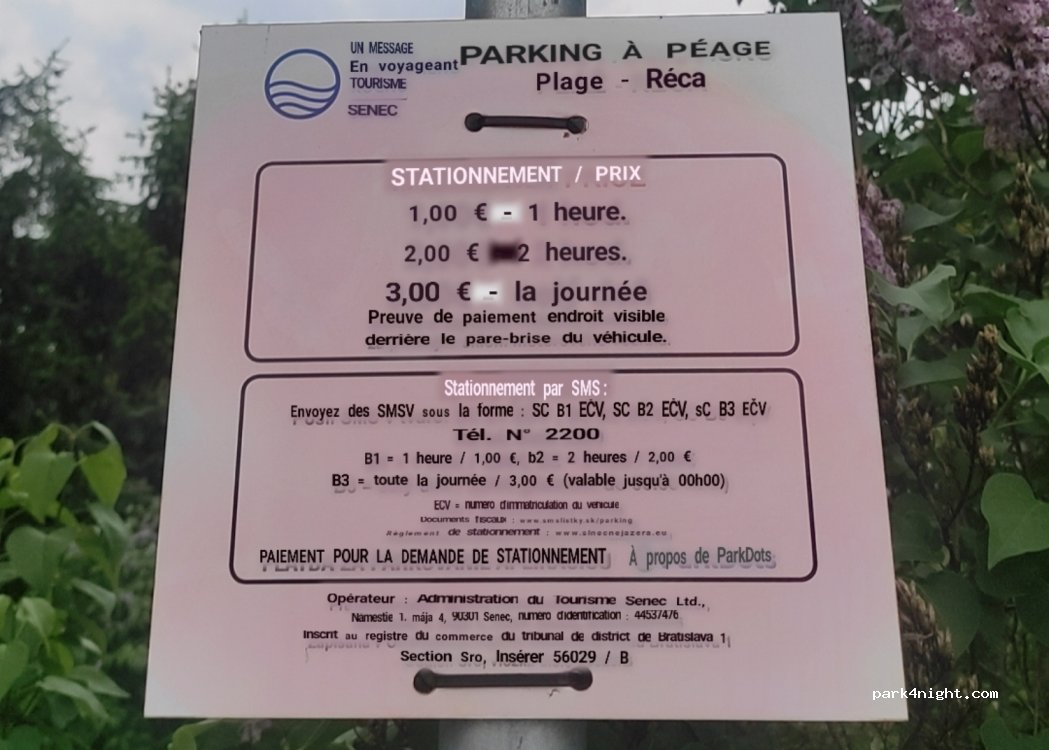 UN MESSAGE
En voyageant
TOURISME
SENEC
PARKING À PÉAGE
Plage - Réca
STATIONNEMENT / PRIX
1,00 € - 1 heure.
2,00 € 2 heures.
3,00 € - la journée
Preuve de paiement endroit visible
derrière le pare-brise du véhicule.
Stationnement par SMS:
Envoyez des SMSV sous la forme : SC B1 EČV, SC B2 EČV, sC B3 EČV
Tél. N° 2200
B1 = 1 heure / 1,00 €, b2 = 2 heures / 2,00 €
B3 = toute la journée / 3,00 € (valable jusqu'à 00h00)
ECV = numero d'immatriculation du vehicule
Documents fiscaux : www.smslistky.sk/parking
Règlement de stationnement : www.slnecnejazera.eu
PAIEMENT POUR LA DEMANDE DE STATIONNEMENT À propos de ParkDots
Opérateur : Administration du Tourisme Senec Ltd.,
Namestie 1. mája 4, 90301 Senec, numero d'identification : 44537476
Inscrit au registre du commerce du tribunal de district de Bratislava 1
Section Sro, Insérer 56029 / B
park4night.com